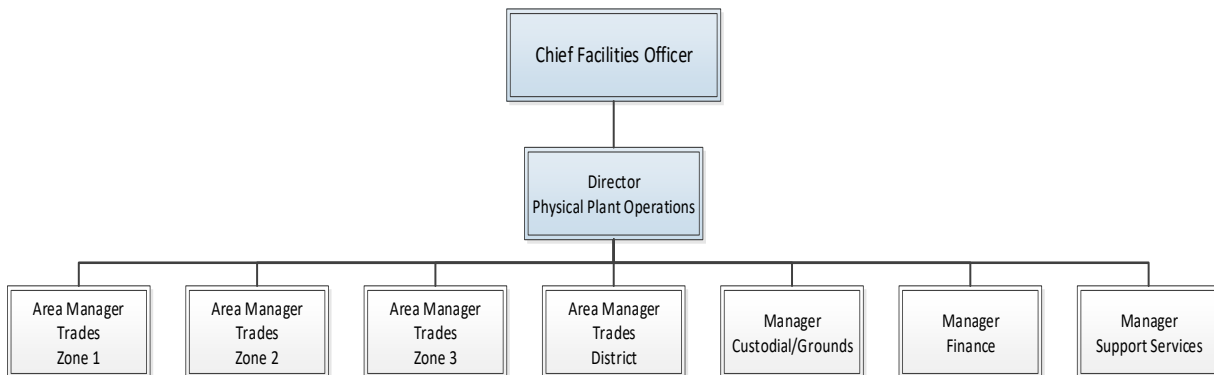 Chief Facilities Officer
Director
Physical Plant Operations
Area Manager
Trades
Zone 1
Area Manager
Trades
Zone 2
Area Manager
Trades
Zone 3
Area Manager
Trades
District
Manager
Custodial/Grounds
Manager
Finance
Manager
Support Services